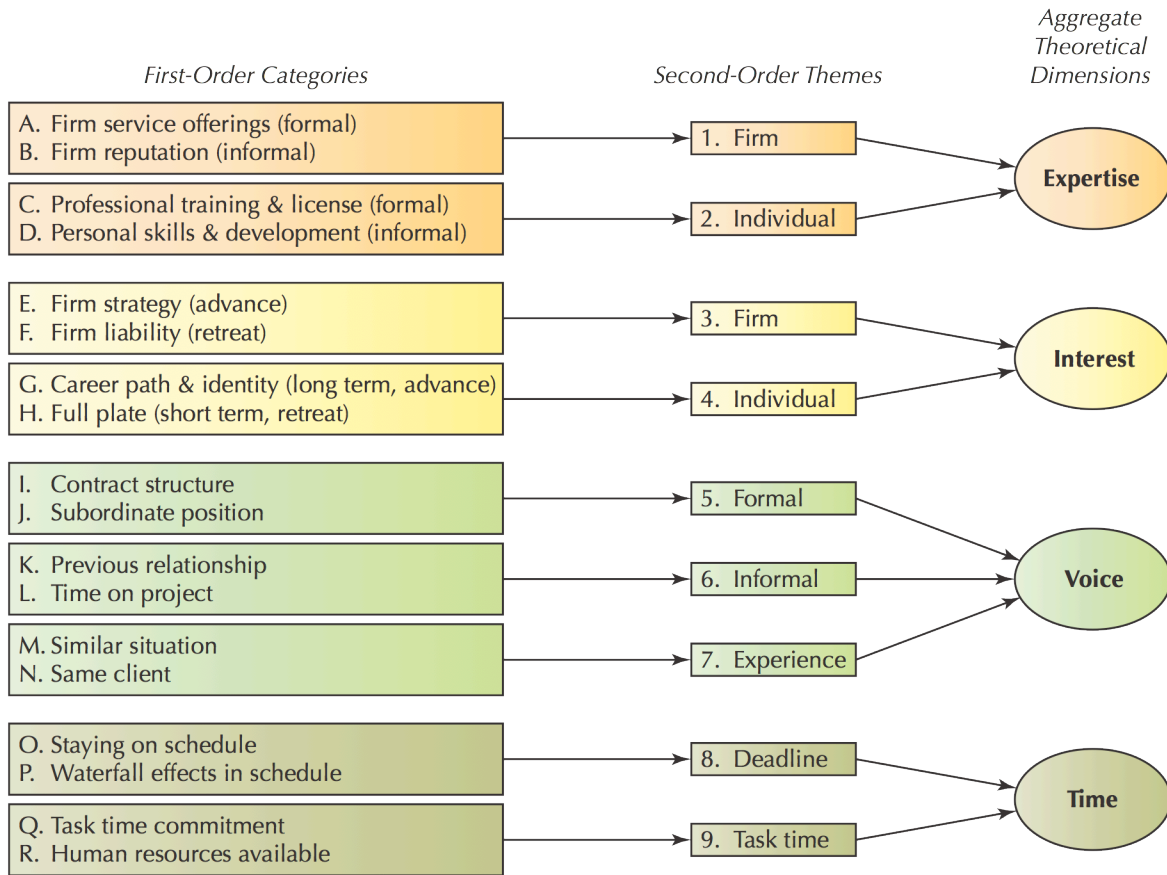 First-Order Categories
Second-Order Themes
Aggregate
Theoretical
Dimensions
A. Firm service offerings (formal)
B. Firm reputation (informal)
1. Firm
C. Professional training & license (formal)
D. Personal skills & development (informal)
2. Individual
Expertise
E. Firm strategy (advance)
F. Firm liability (retreat)
3. Firm
G. Career path & identity (long term, advance)
H. Full plate (short term, retreat)
4. Individual
Interest
I. Contract structure
J. Subordinate position
5. Formal
K. Previous relationship
L. Time on project
6. Informal
M. Similar situation
N. Same client
7. Experience
Voice
O. Staying on schedule
P. Waterfall effects in schedule
8. Deadline
Q. Task time commitment
R. Human resources available
9. Task time
Time